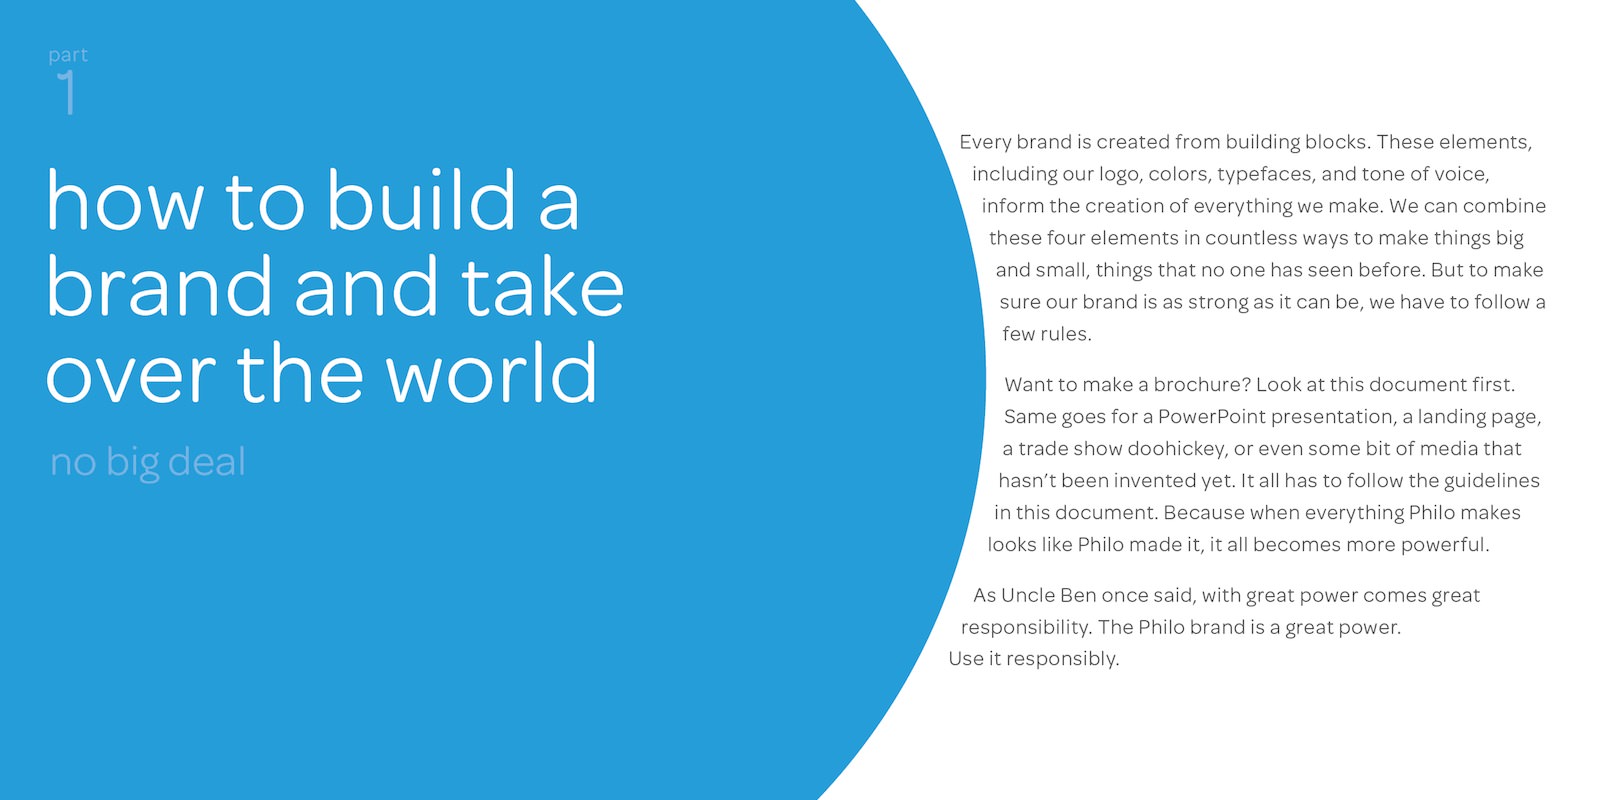 part
1
how to build a
brand and take
over the world
no big deal
Every brand is created from building blocks. These elements,
including our logo, colors, typefaces, and tone of voice,
inform the creation of everything we make. We can combine
these four elements in countless ways to make things big
and small, things that no one has seen before. But to make
sure our brand is as strong as it can be, we have to follow a
few rules.
Want to make a brochure? Look at this document first.
Same goes for a PowerPoint presentation, a landing page,
a trade show doohickey, or even some bit of media that
hasn’t been invented yet. It all has to follow the guidelines
in this document. Because when everything Philo makes
looks like Philo made it, it all becomes more powerful.
As Uncle Ben once said, with great power comes great
responsibility. The Philo brand is a great power.
Use it responsibly.